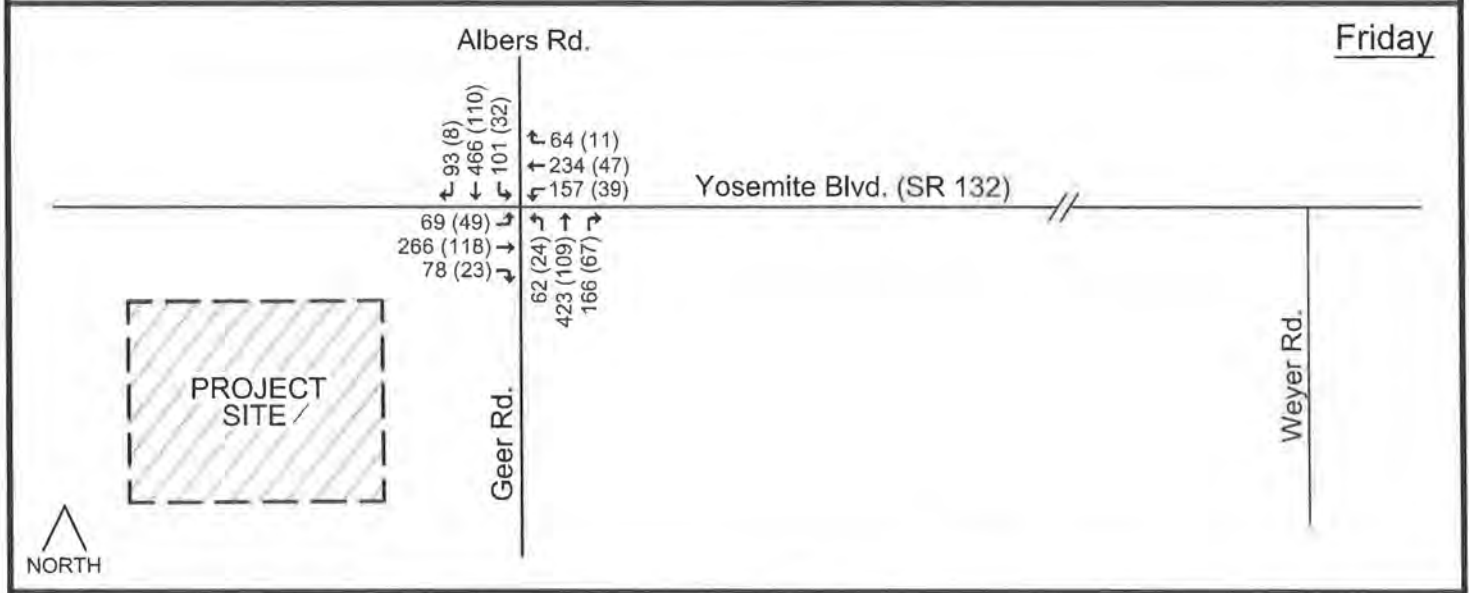 Friday
Albers Rd.
93 (8)
466 (110)
101 (32)
64 (11)
234 (47)
157 (39)
Yosemite Blvd. (SR 132)
69 (49)
266 (118)
78 (23)
62 (24)
423 (109)
166 (67)
PROJECT
SITE
Geer Rd.
Weyer Rd.
NORTH